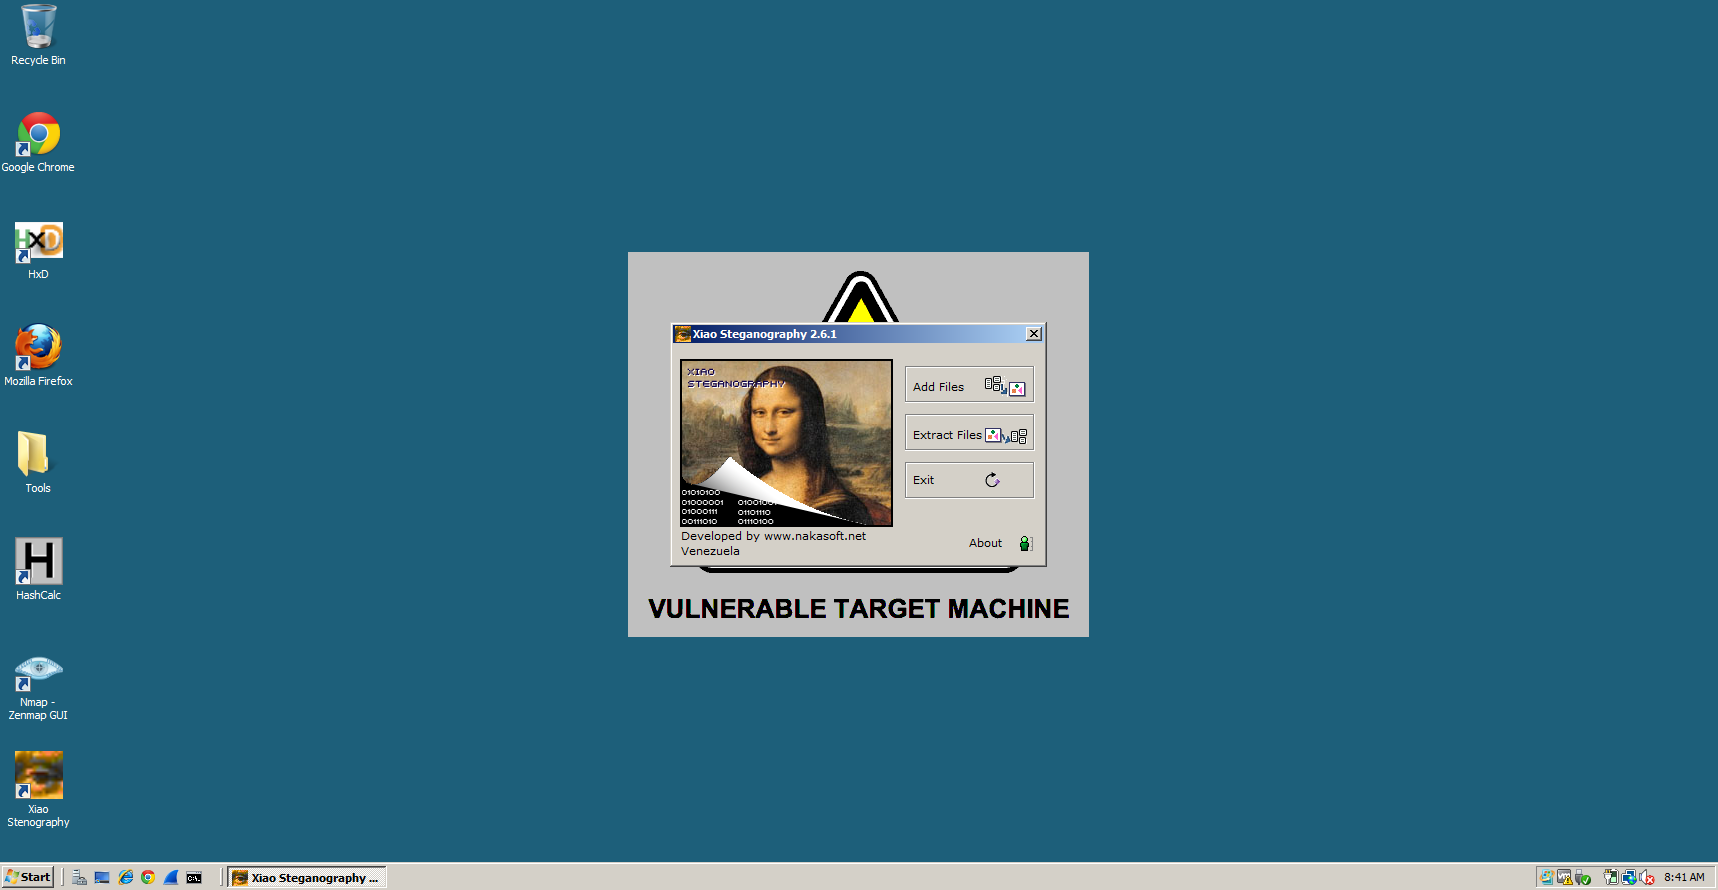 Recycle Bin
Google Chrome
HxD
HxD
Mozilla Firefox
Tools
H
HashCalc
Nmap -
Zenmap GUI
Xiao
Stenography
Xiao Steganography 2.6.1
XIAO
STEGANOGRAPHY
01010100
01000001
01000111
00111010
01101110
01110100
Developed by www.nakasoft.net
Venezuela
Add Files
Extract Files
Exit
About
VULNERABLE TARGET MACHINE
Start
C:\.
Xiao Steganography ...
8:41 AM